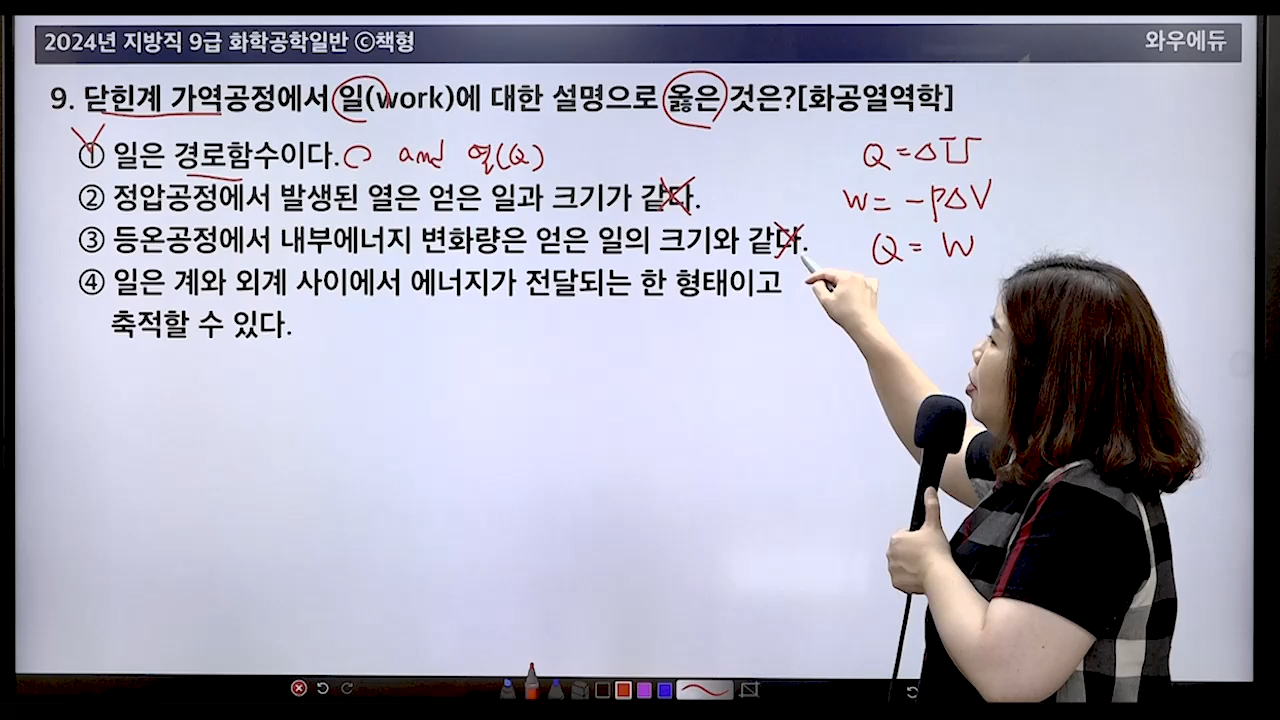 2024년 지방직 9급 화학공학일반 ⓒ책형 와우에듀
9. 닫힌계 가역공정에서 일(work)에 대한 설명으로 옳은 것은?[화공열역학]
① 일은 경로함수이다. and 열(Q)
② 정압공정에서 발생된 열은 얻은 일과 크기가 같다.
③ 등온공정에서 내부에너지 변화량은 얻은 일의 크기와 같다.
④ 일은 계와 외계 사이에서 에너지가 전달되는 한 형태이고
축적할 수 있다.
Q = ΔU
W = -PΔV
Q = W